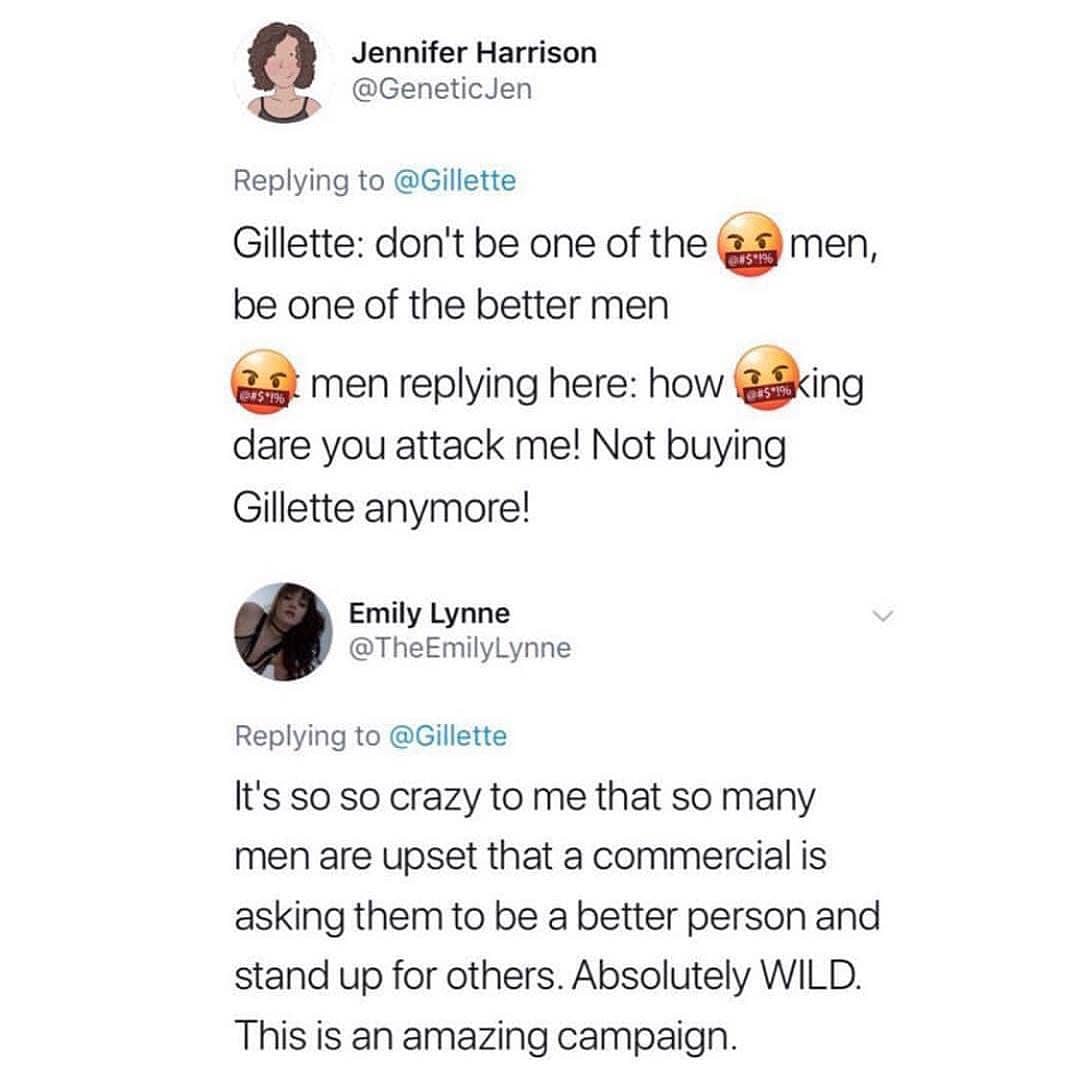 Jennifer Harrison
@GeneticJen
Replying to @Gillette
Gillette: don't be one of the 🤬 men,
be one of the better men
🤬 men replying here: how 🤬king
dare you attack me! Not buying
Gillette anymore!
Emily Lynne
@TheEmilyLynne
Replying to @Gillette
It's so so crazy to me that so many
men are upset that a commercial is
asking them to be a better person and
stand up for others. Absolutely WILD.
This is an amazing campaign.